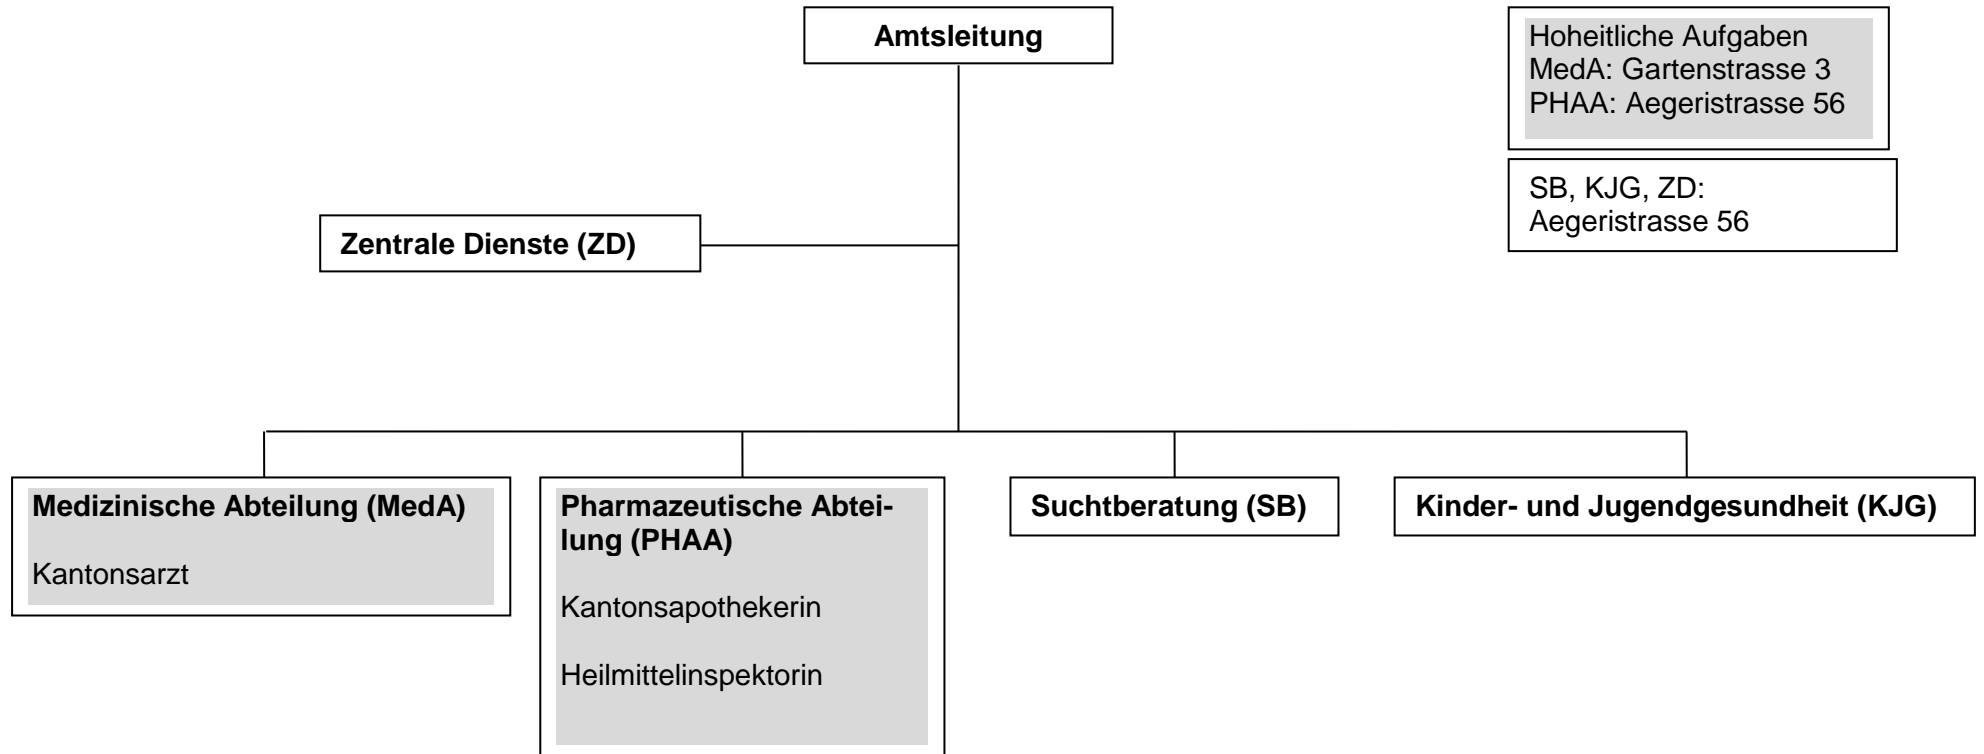 Amtsleitung
Hoheitliche Aufgaben
MedA: Gartenstrasse 3
PHAA: Aegeristrasse 56
SB, KJG, ZD:
Aegeristrasse 56
Zentrale Dienste (ZD)
Medizinische Abteilung (MedA)
Kantonsarzt
Pharmazeutische Abtei-
lung (PHAA)
Kantonsapothekerin
Heilmittelinspektorin
Suchtberatung (SB)
Kinder- und Jugendgesundheit (KJG)